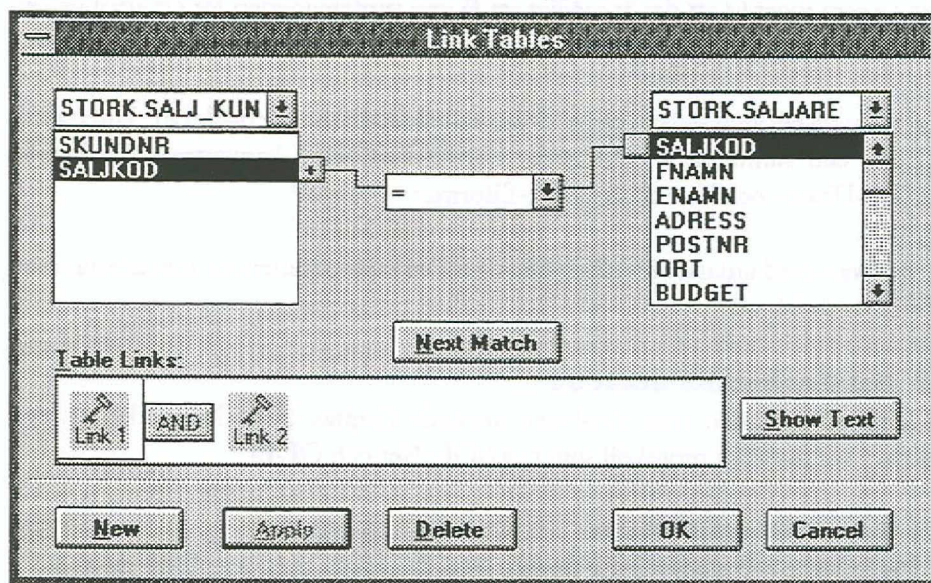 Link Tables
STORK.SALJ_KUN
STORK.SALJARE
SKUNDNR
SALJKOD
+
=
SALJKOD
FNAMN
ENAMN
ADRESS
POSTNR
ORT
BUDGET
Next Match
Table Links:
Link 1
AND
Link 2
Show Text
New
Apply
Delete
OK
Cancel